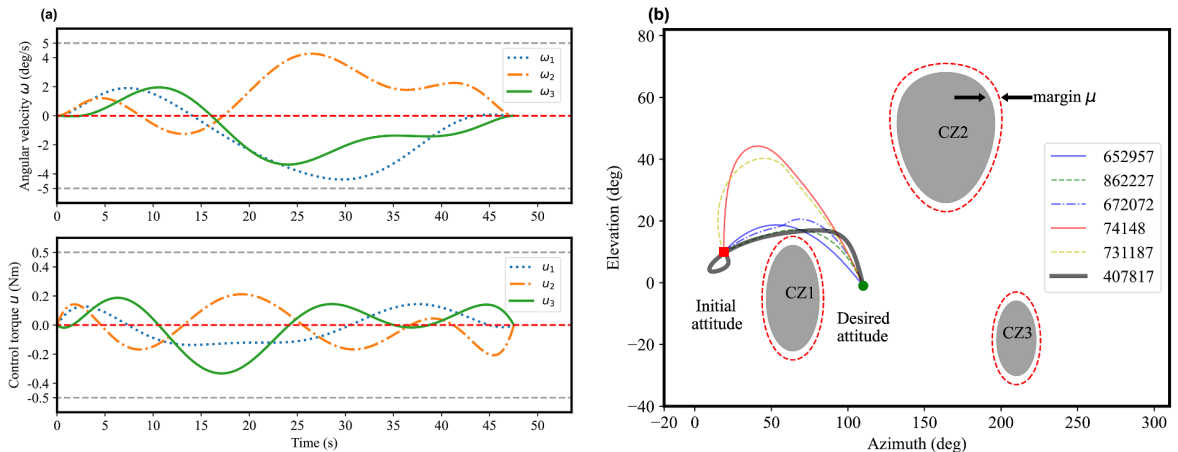 (a)
Angular velocity ω (deg/s)
5
4
2
0
-2
-4
-5
ω₁
ω₂
ω₃
0 5 10 15 20 25 30 35 40 45 50
Control torque u (Nm)
0.5
0.4
0.2
0.0
-0.2
-0.4
-0.5
u₁
u₂
u₃
0 5 10 15 20 25 30 35 40 45 50
Time (s)
(b)
Elevation (deg)
80
60
40
20
0
−20
−40
CZ2
margin μ
CZ1
CZ3
Initial
attitude
Desired
attitude
652957
862227
672072
74148
731187
407817
−20 0 50 100 150 200 250 300
Azimuth (deg)